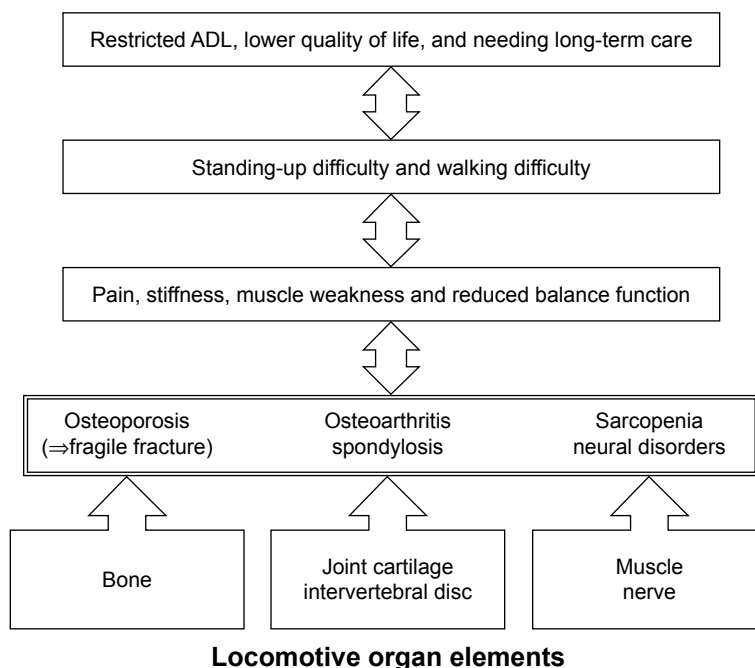 Restricted ADL, lower quality of life, and needing long-term care
Standing-up difficulty and walking difficulty
Pain, stiffness, muscle weakness and reduced balance function
Osteoporosis
(⇒fragile fracture)
Osteoarthritis
spondylosis
Sarcopenia
neural disorders
Bone
Joint cartilage
intervertebral disc
Muscle
nerve
Locomotive organ elements